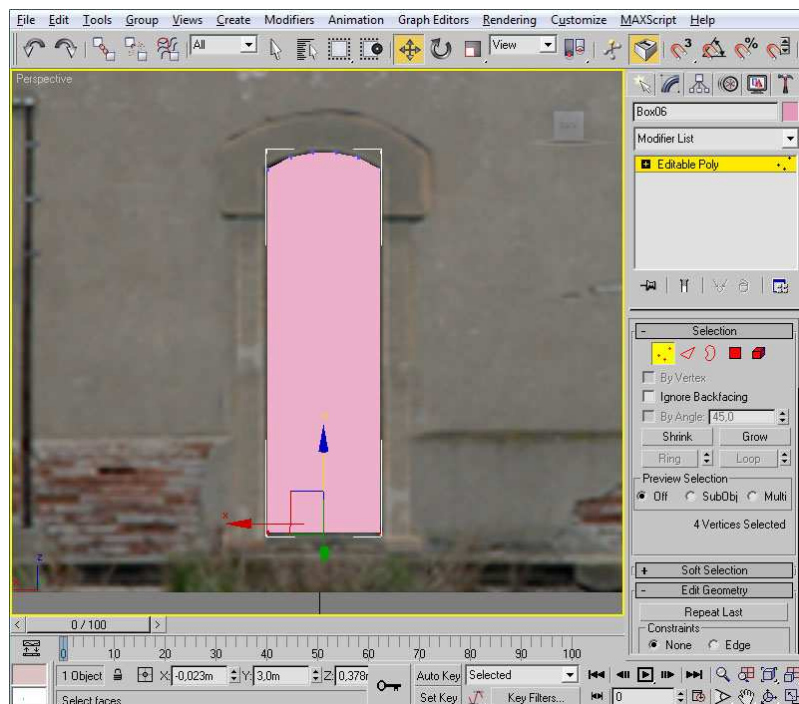 File Edit Tools Group Views Create Modifiers Animation Graph Editors Rendering Customize MAXScript Help
All
View
3
%
Perspective
Box06
Modifier List
Editable Poly
Selection
By Vertex
Ignore Backfacing
By Angle: 45,0
Shrink Grow
Ring Loop
Preview Selection
Off SubObj Multi
4 Vertices Selected
+ Soft Selection
- Edit Geometry
Repeat Last
Constraints
None Edge
x
z
< 0 / 100 >
0 10 20 30 40 50 60 70 80 90 100
1 Object X: -0,023m Y: 3,0m Z: 0,378m Auto Key Selected
Select faces Set Key Key Filters... 0